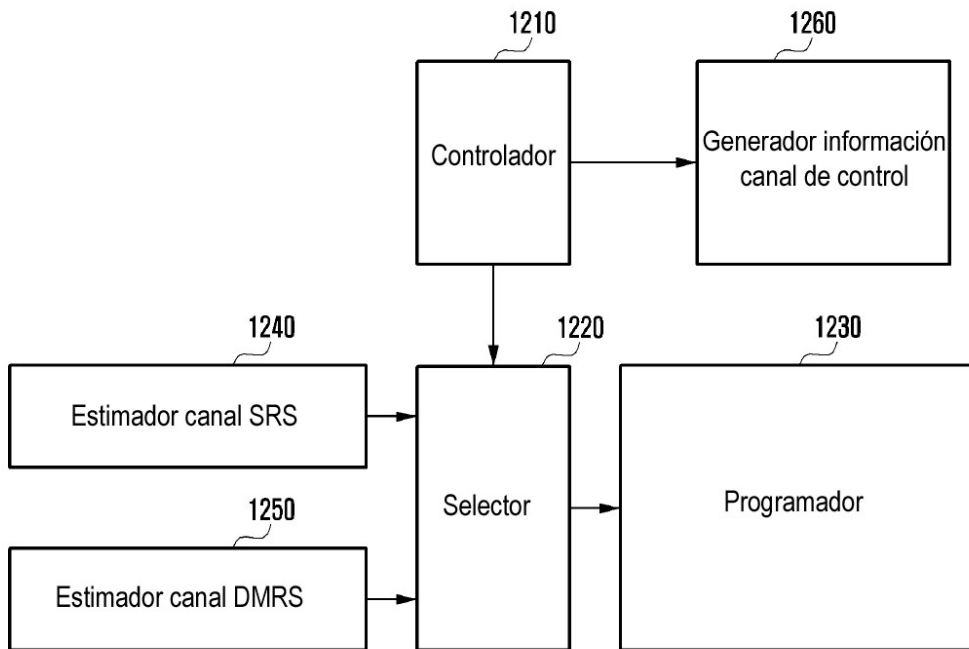 1210
1260
Controlador
Generador información
canal de control
1240
1220
1230
Estimador canal SRS
Selector
Programador
1250
Estimador canal DMRS